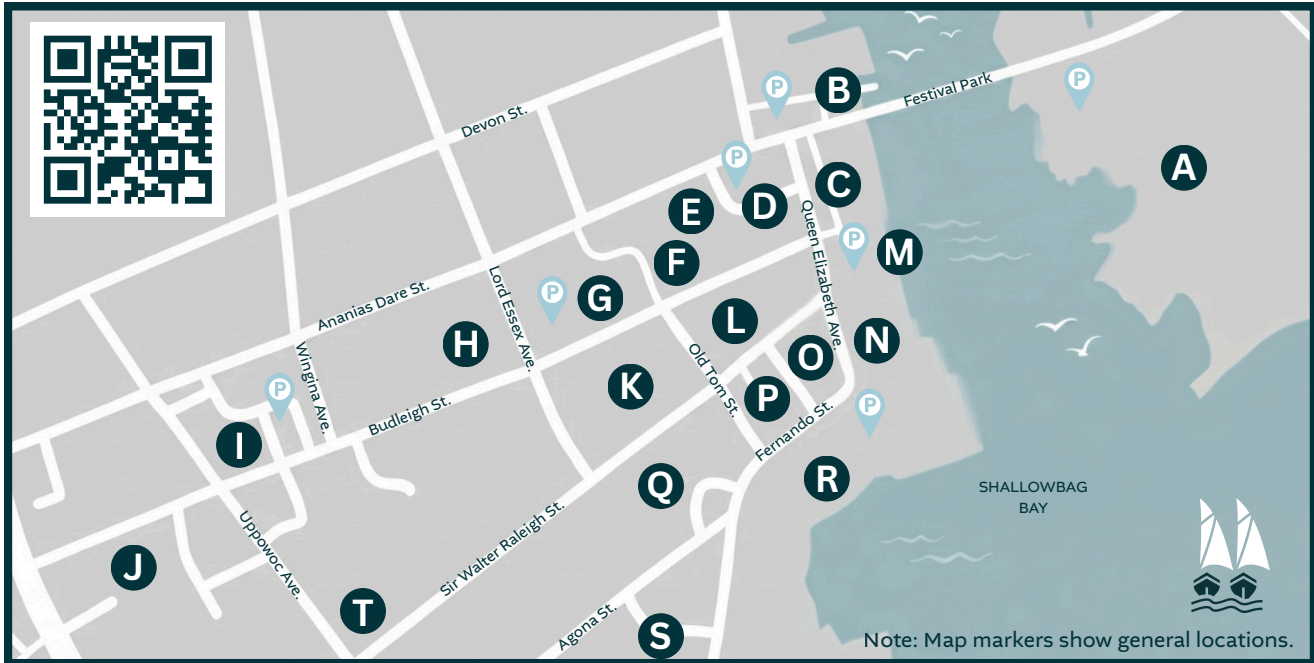 P
B
Festival Park
P
Devon St.
P
A
C
E
D
Queen Elizabeth Ave.
P
M
F
Ananias Dare St.
Lord Essex Ave.
P
G
L
H
N
Wingina Ave.
Old Tom St.
O
K
P
P
P
Budleigh St.
Fernando St.
I
Q
R
SHALLOWBAG
BAY
Uppowoc Ave.
Sir Walter Raleigh St.
J
T
Agona St.
S
Note: Map markers show general locations.